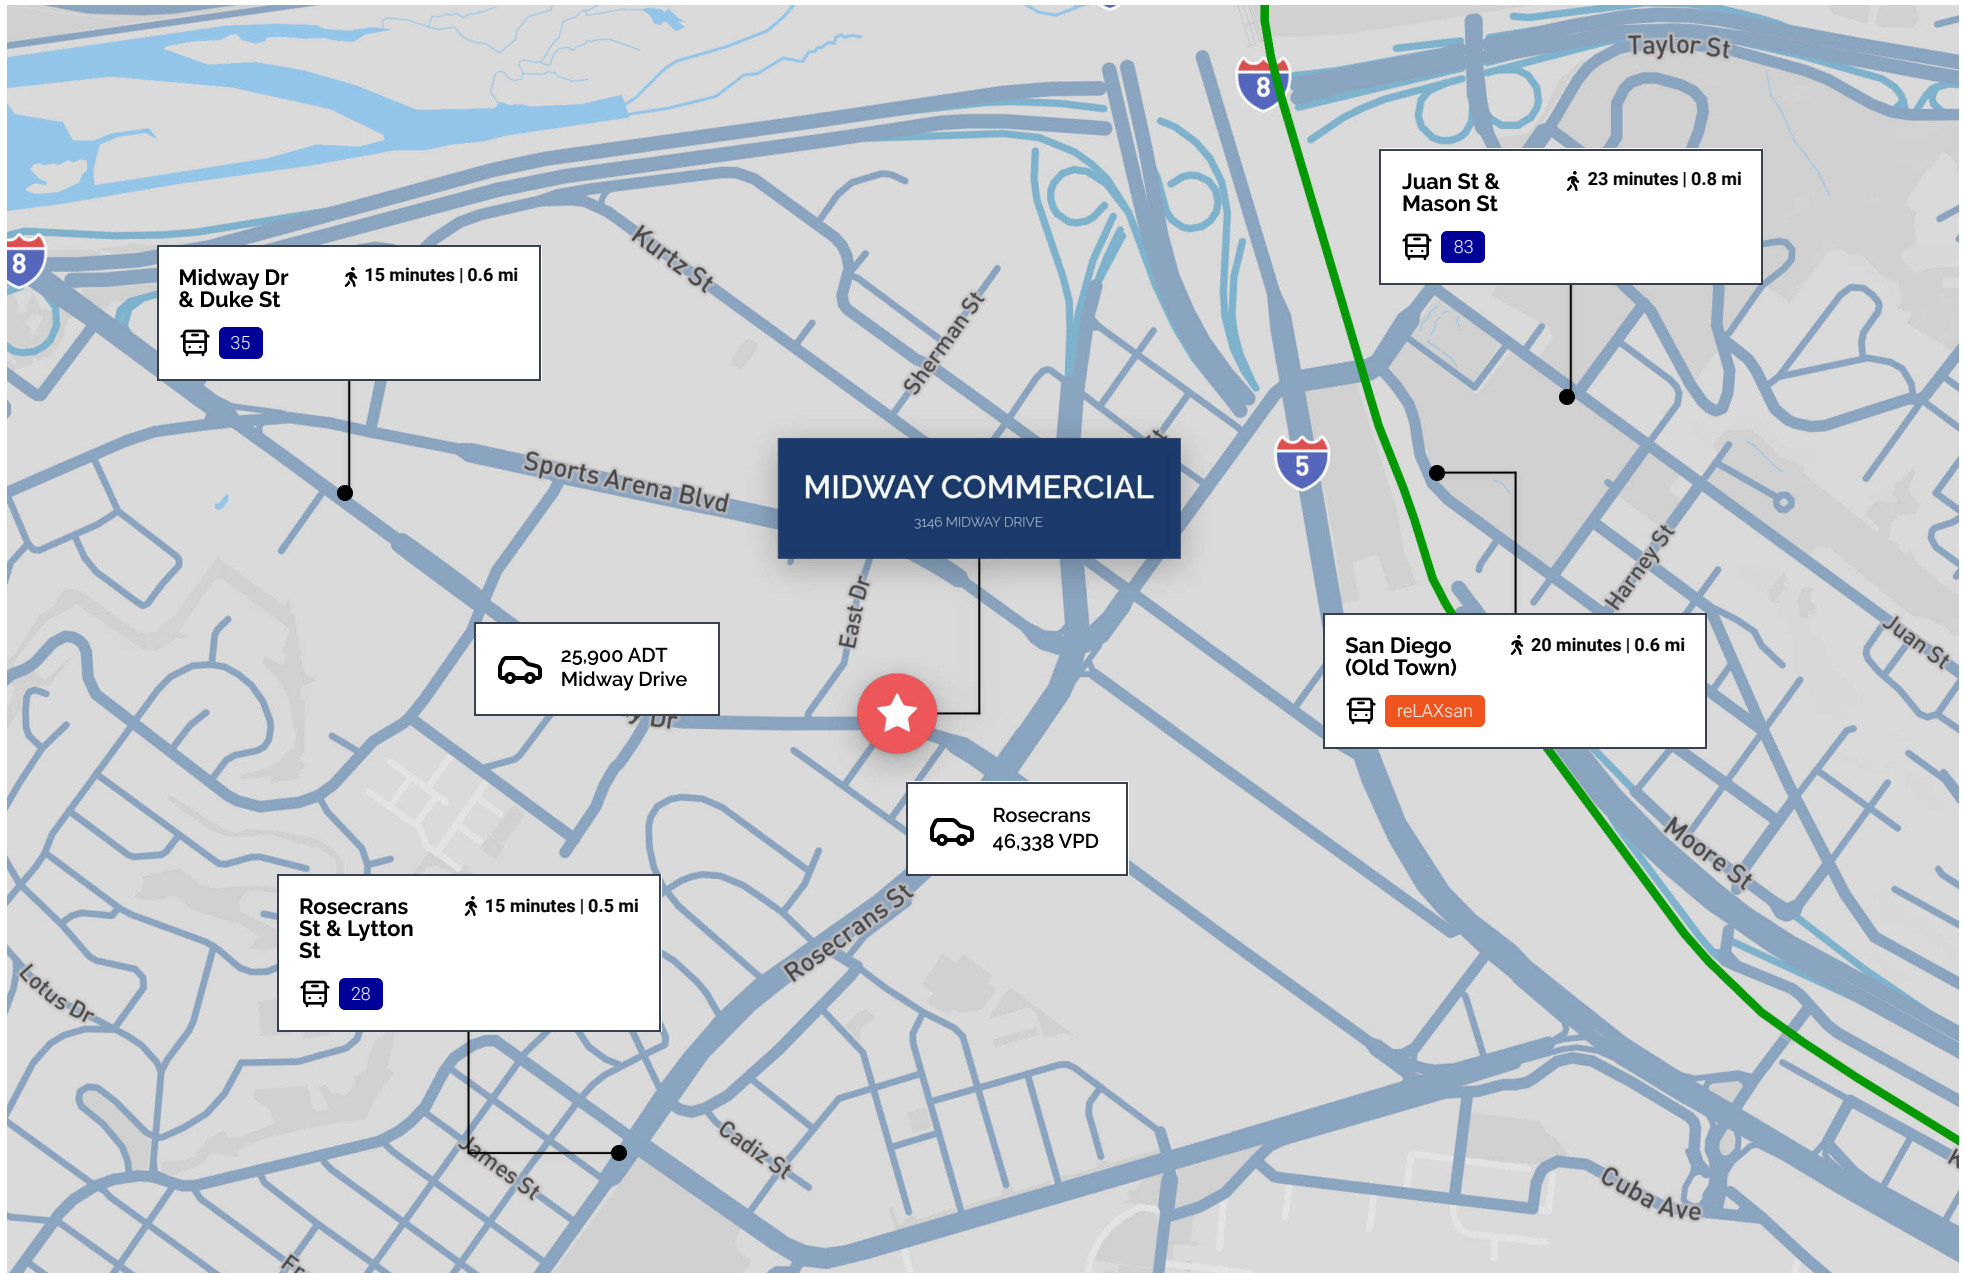 Taylor St
8
Juan St &
Mason St
23 minutes | 0.8 mi
83
8
Midway Dr
& Duke St
15 minutes | 0.6 mi
35
Kurtz St
Sherman St
St
5
Sports Arena Blvd
MIDWAY COMMERCIAL
3146 MIDWAY DRIVE
Harney St
Juan St
East Dr
25,900 ADT
Midway Drive
y Dr
San Diego
(Old Town)
20 minutes | 0.6 mi
reLAXsan
Rosecrans
46,338 VPD
Moore St
Rosecrans St
Rosecrans
St & Lytton
St
15 minutes | 0.5 mi
28
Lotus Dr
James St
Cadiz St
Cuba Ave
K
Fr